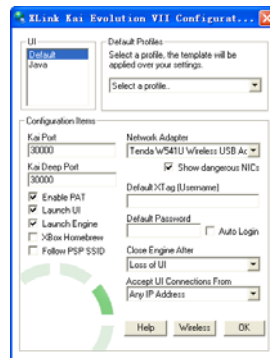 XLink Kai Evolution VII Configurat...
UI
Default
Java
Default Profiles
Select a profile, the template will be
applied over your settings.
Select a profile..
Configuration Items
Kai Port
30000
Kai Deep Port
30000
Enable PAT
Launch UI
Launch Engine
XBox Homebrew
Follow PSP SSID
Network Adapter
Tenda W541U Wireless USB Ac
Show dangerous NICs
Default XTag (Username)
Default Password
Auto Login
Close Engine After
Loss of UI
Accept UI Connections From
Any IP Address
Help
Wireless
OK